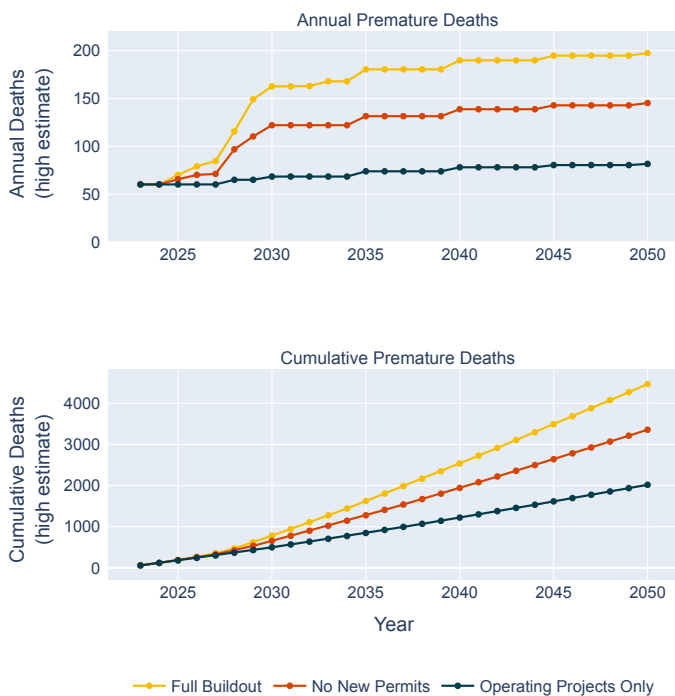 Annual Premature Deaths
Annual Deaths
(high estimate)
200
150
100
50
0
2025 2030 2035 2040 2045 2050
Cumulative Premature Deaths
Cumulative Deaths
(high estimate)
4000
3000
2000
1000
0
2025 2030 2035 2040 2045 2050
Year
Full Buildout No New Permits Operating Projects Only